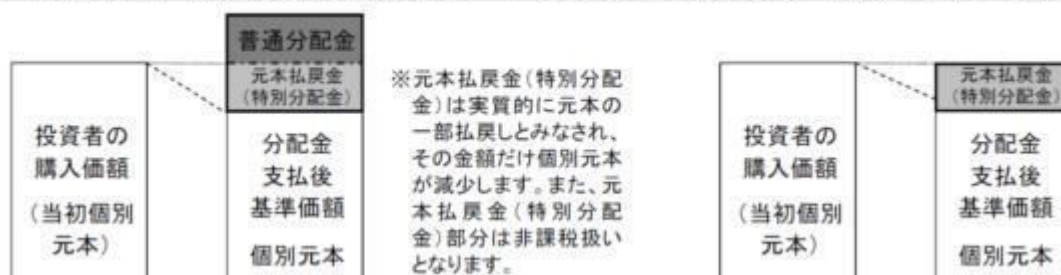 普通分配金
元本払戻金
(特別分配金)
投資者の
購入価額
(当初個別
元本)
分配金
支払後
基準価額
個別元本
※元本払戻金(特別分配
金)は実質的に元本の
一部払戻しとみなされ、
その金額だけ個別元本
が減少します。また、元
本払戻金(特別分配
金)部分は非課税扱い
となります。
投資者の
購入価額
(当初個別
元本)
元本払戻金
(特別分配金)
分配金
支払後
基準価額
個別元本